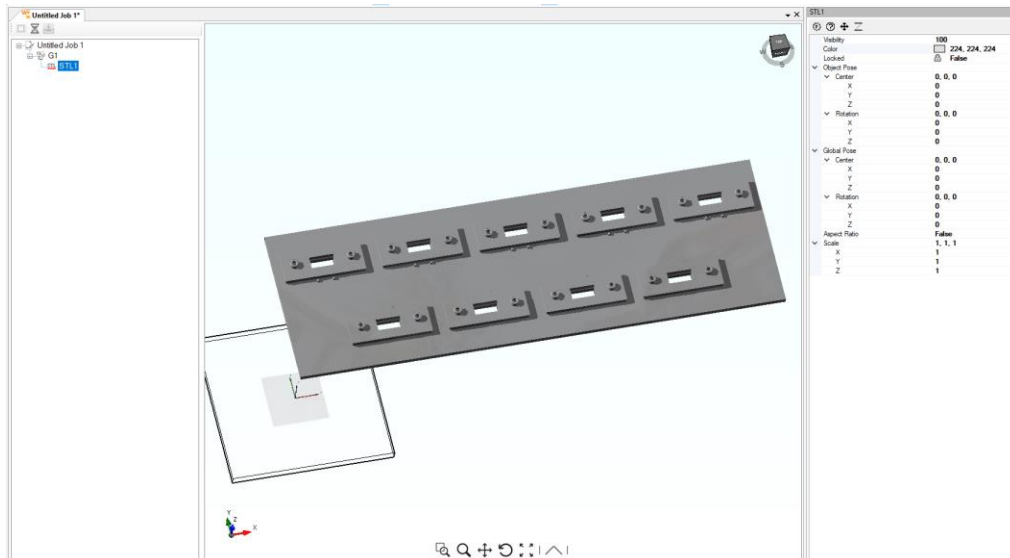 Untitled Job 1*
Untitled Job 1
G1
STL1
Y
Z
X
STL1
Visibility 100
Color 224, 224, 224
Locked False
Object Pose
Center 0, 0, 0
X 0
Y 0
Z 0
Rotation 0, 0, 0
X 0
Y 0
Z 0
Global Pose
Center 0, 0, 0
X 0
Y 0
Z 0
Rotation 0, 0, 0
X 0
Y 0
Z 0
Aspect Ratio False
Scale 1, 1, 1
X 1
Y 1
Z 1